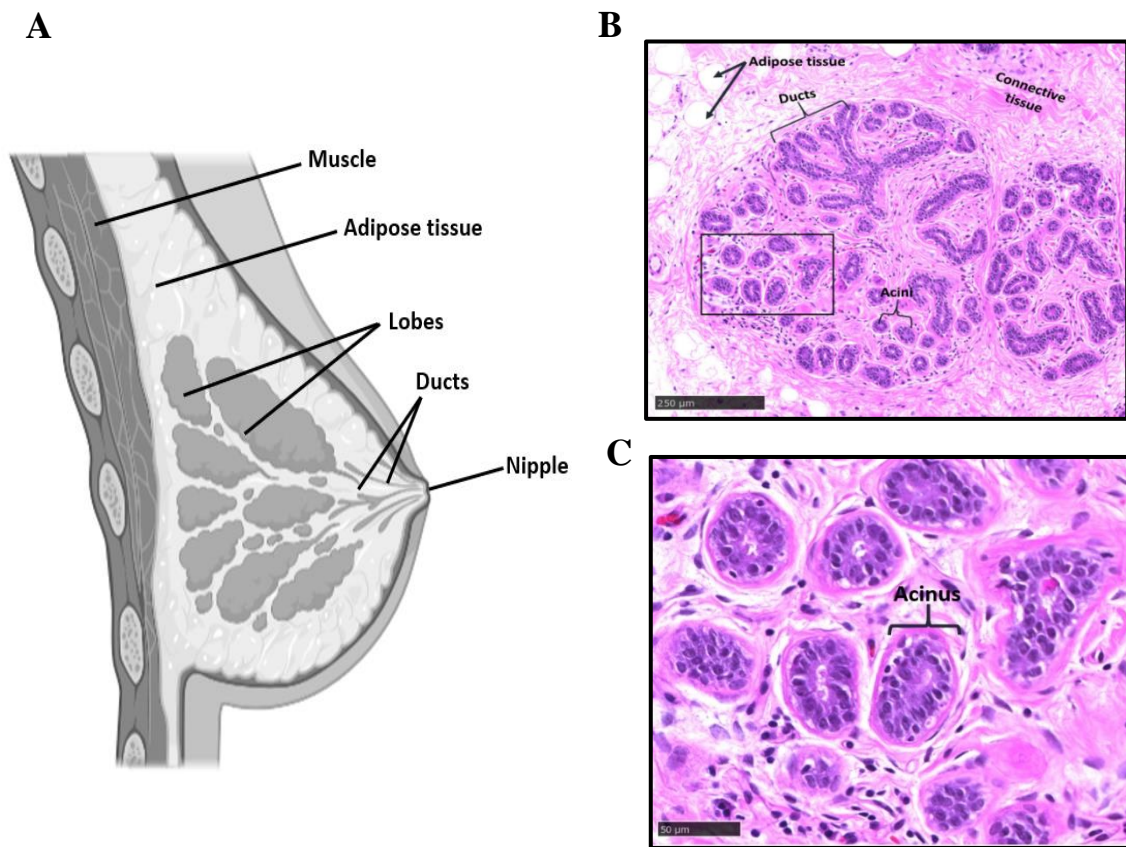 A
Muscle
Adipose tissue
Lobes
Ducts
Nipple
B
Adipose tissue
Ducts
Connective
tissue
Acini
250 µm
C
Acinus
50 µm